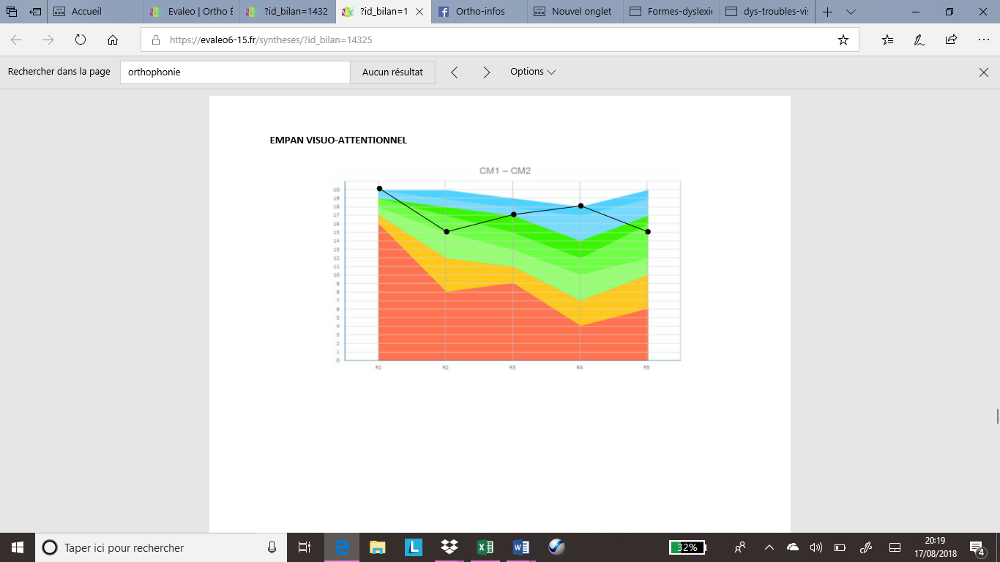 Accueil
Evaleo | Ortho É
?id_bilan=1432
?id_bilan=1
Ortho-infos
Nouvel onglet
Formes-dyslexie
dys-troubles-vis
https://evaleo6-15.fr/syntheses/?id_bilan=14325
Rechercher dans la page
orthophonie
Aucun résultat
Options
EMPAN VISUO-ATTENTIONNEL
CM1 – CM2
20
19
18
17
16
15
14
13
12
11
10
9
8
7
6
5
4
3
2
1
0
R1 R2 R3 R4 R5
Taper ici pour rechercher
32%
20:19
17/08/2018
4